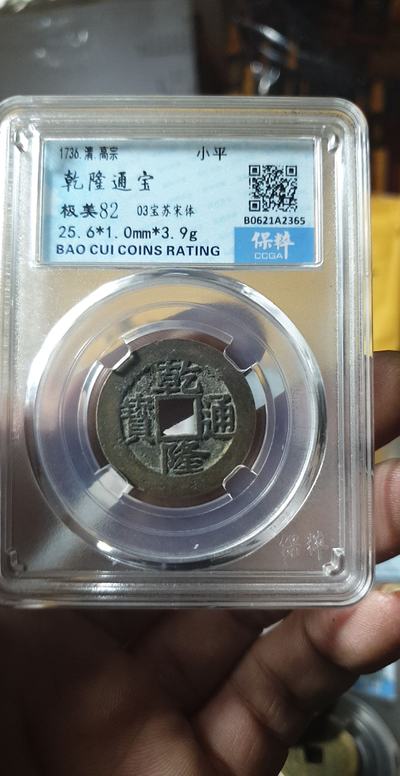 1736.清.高宗 小平
乾隆通宝
极美82 03宝苏宋体
B0621A2365
25.6*1.0mm*3.9g
保粹
CCGA
BAO CUI COINS RATING
乾
寶 通
隆
保粹